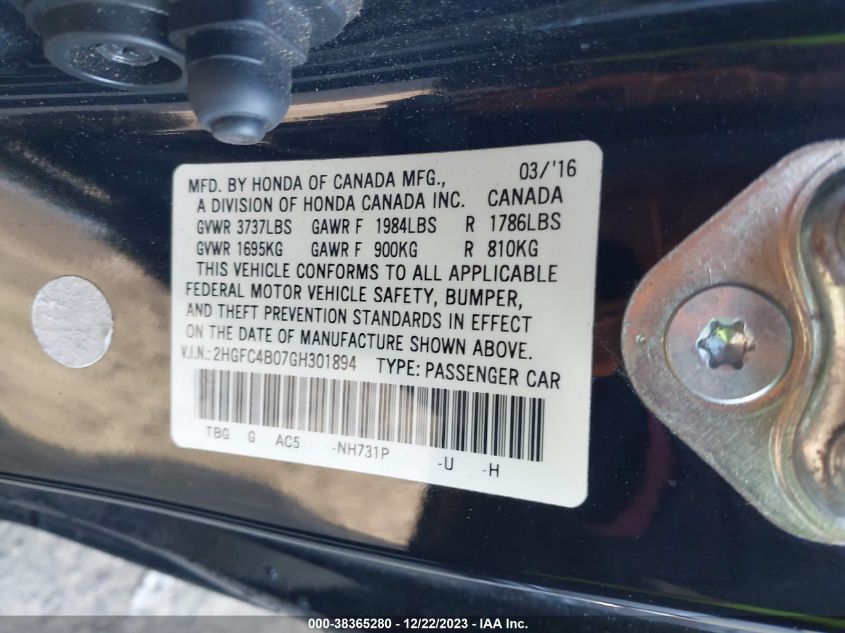 03/'16
MFD. BY HONDA OF CANADA MFG.,
A DIVISION OF HONDA CANADA INC. CANADA
GVWR 3737LBS GAWR F 1984LBS R 1786LBS
GVWR 1695KG GAWR F 900KG R 810KG
THIS VEHICLE CONFORMS TO ALL APPLICABLE
FEDERAL MOTOR VEHICLE SAFETY, BUMPER,
AND THEFT PREVENTION STANDARDS IN EFFECT
ON THE DATE OF MANUFACTURE SHOWN ABOVE.
V.I.N.: 2HGFC4B07GH301894 TYPE: PASSENGER CAR
TBG G AC5 -NH731P -U -H
000-38365280 - 12/22/2023 - IAA Inc.